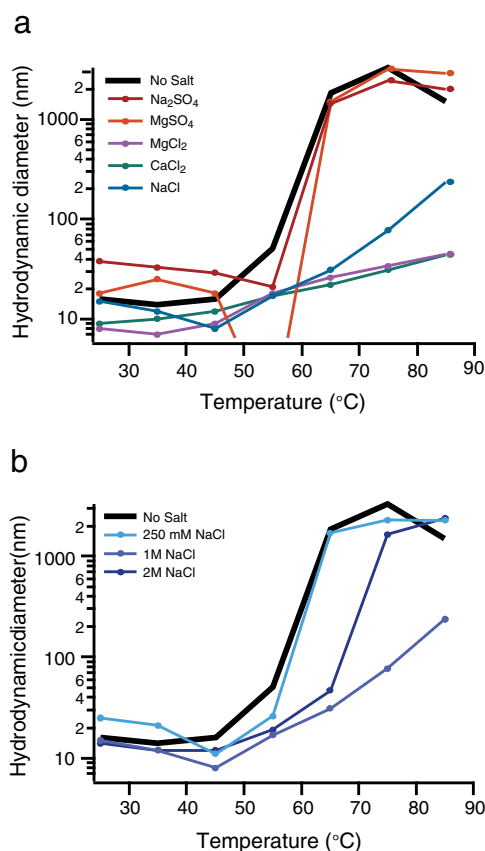 a
Hydrodynamic diameter (nm)
2
1000
6
4
2
100
6
4
2
10
No Salt
Na₂SO₄
MgSO₄
MgCl₂
CaCl₂
NaCl
30 40 50 60 70 80 90
Temperature (°C)
b
Hydrodynamicdiameter(nm)
2
1000
6
4
2
100
6
4
2
10
No Salt
250 mM NaCl
1M NaCl
2M NaCl
30 40 50 60 70 80 90
Temperature (°C)